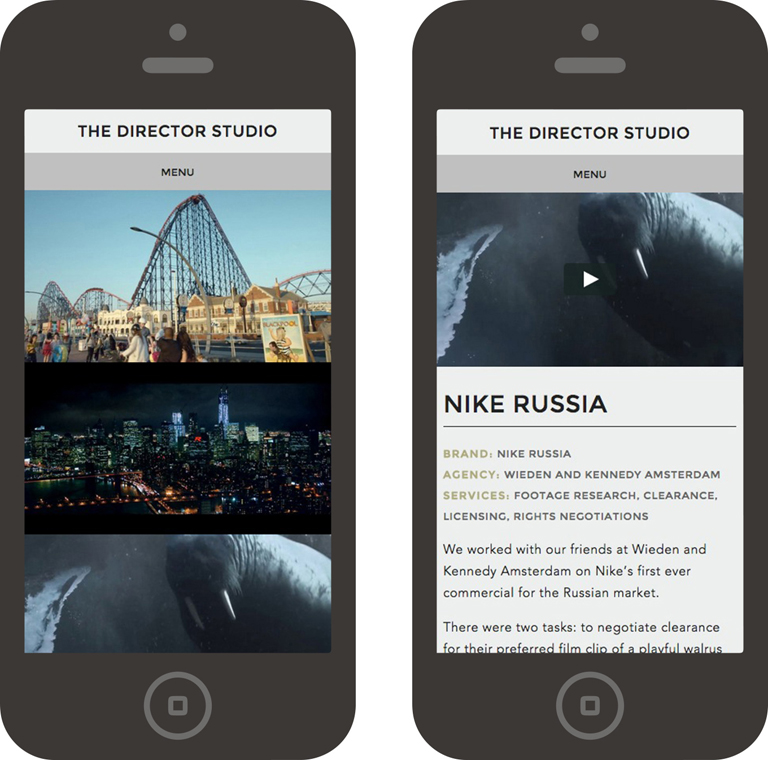 THE DIRECTOR STUDIO
MENU
BLACKPOOL
THE DIRECTOR STUDIO
MENU
NIKE RUSSIA
BRAND: NIKE RUSSIA
AGENCY: WIEDEN AND KENNEDY AMSTERDAM
SERVICES: FOOTAGE RESEARCH, CLEARANCE,
LICENSING, RIGHTS NEGOTIATIONS
We worked with our friends at Wieden and
Kennedy Amsterdam on Nike’s first ever
commercial for the Russian market.
There were two tasks: to negotiate clearance
for their preferred film clip of a playful walrus